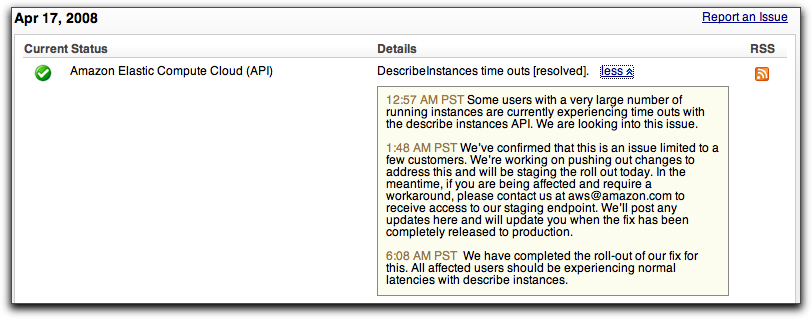 Apr 17, 2008
Report an Issue
Current Status
Details
RSS
Amazon Elastic Compute Cloud (API)
DescribeInstances time outs [resolved].
less
12:57 AM PST Some users with a very large number of
running instances are currently experiencing time outs with
the describe instances API. We are looking into this issue.
1:48 AM PST We've confirmed that this is an issue limited to a
few customers. We're working on pushing out changes to
address this and will be staging the roll out today. In the
meantime, if you are being affected and require a
workaround, please contact us at aws@amazon.com to
receive access to our staging endpoint. We'll post any
updates here and will update you when the fix has been
completely released to production.
6:08 AM PST We have completed the roll-out of our fix for
this. All affected users should be experiencing normal
latencies with describe instances.